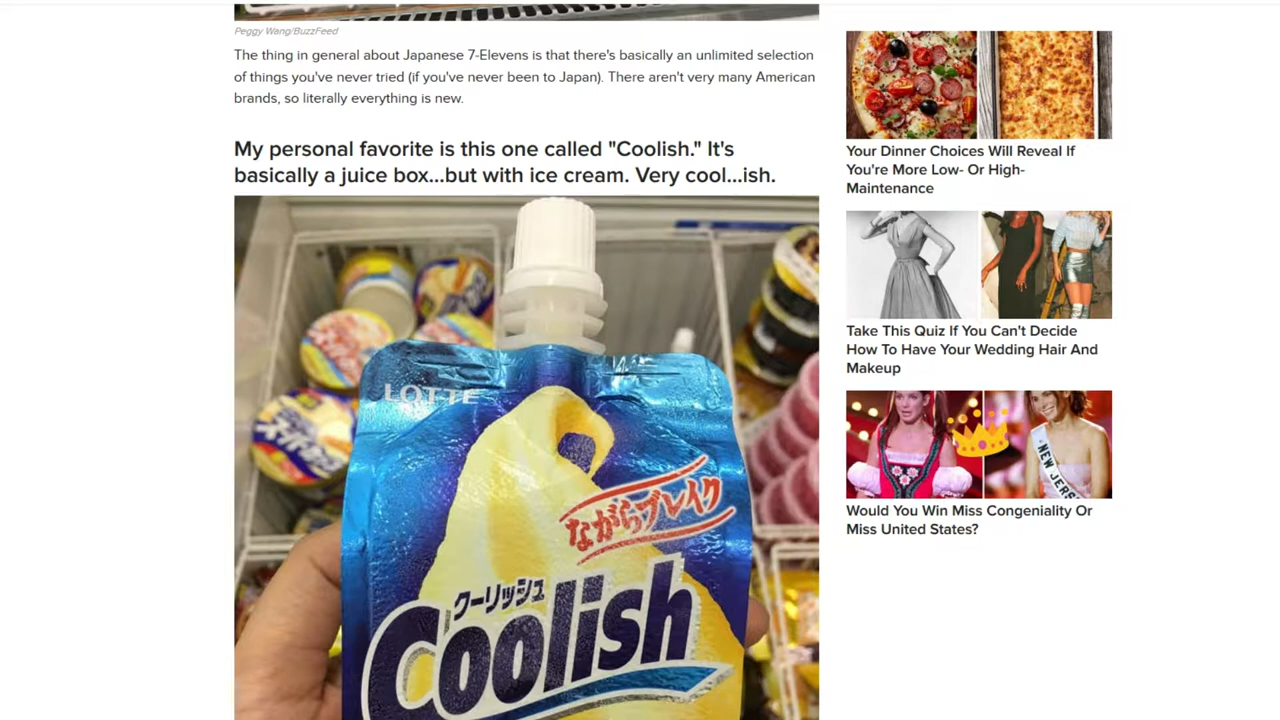 Peggy Wang/BuzzFeed
The thing in general about Japanese 7-Elevens is that there's basically an unlimited selection
of things you've never tried (if you've never been to Japan). There aren't very many American
brands, so literally everything is new.
My personal favorite is this one called "Coolish." It's
basically a juice box...but with ice cream. Very cool...ish.
LOTTE
ながらブレイク
クーリッシュ
Coolish
Your Dinner Choices Will Reveal If
You're More Low- Or High-
Maintenance
Take This Quiz If You Can't Decide
How To Have Your Wedding Hair And
Makeup
NEW JERS
Would You Win Miss Congeniality Or
Miss United States?